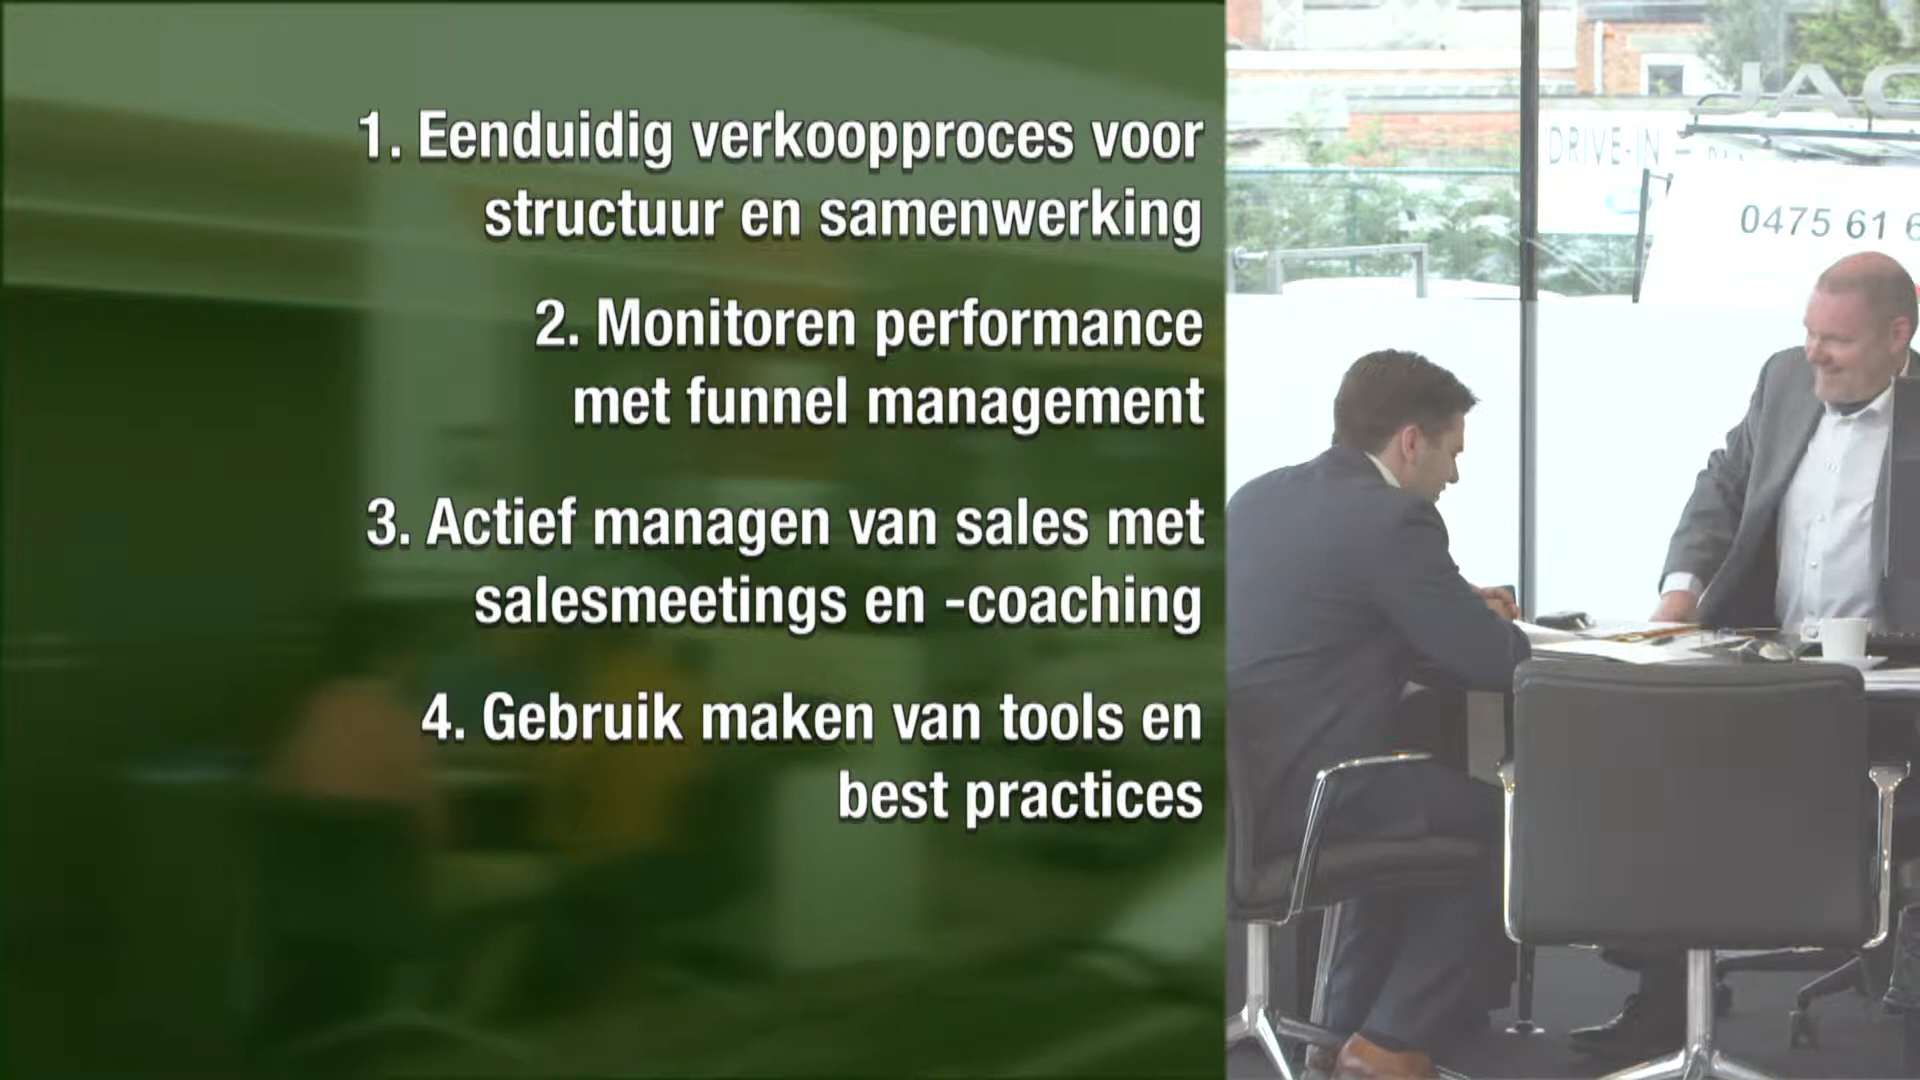 1. Eenduidig verkoopproces voor
structuur en samenwerking
2. Monitoren performance
met funnel management
3. Actief managen van sales met
salesmeetings en -coaching
4. Gebruik maken van tools en
best practices
DRIVE-IN
0475 61 6